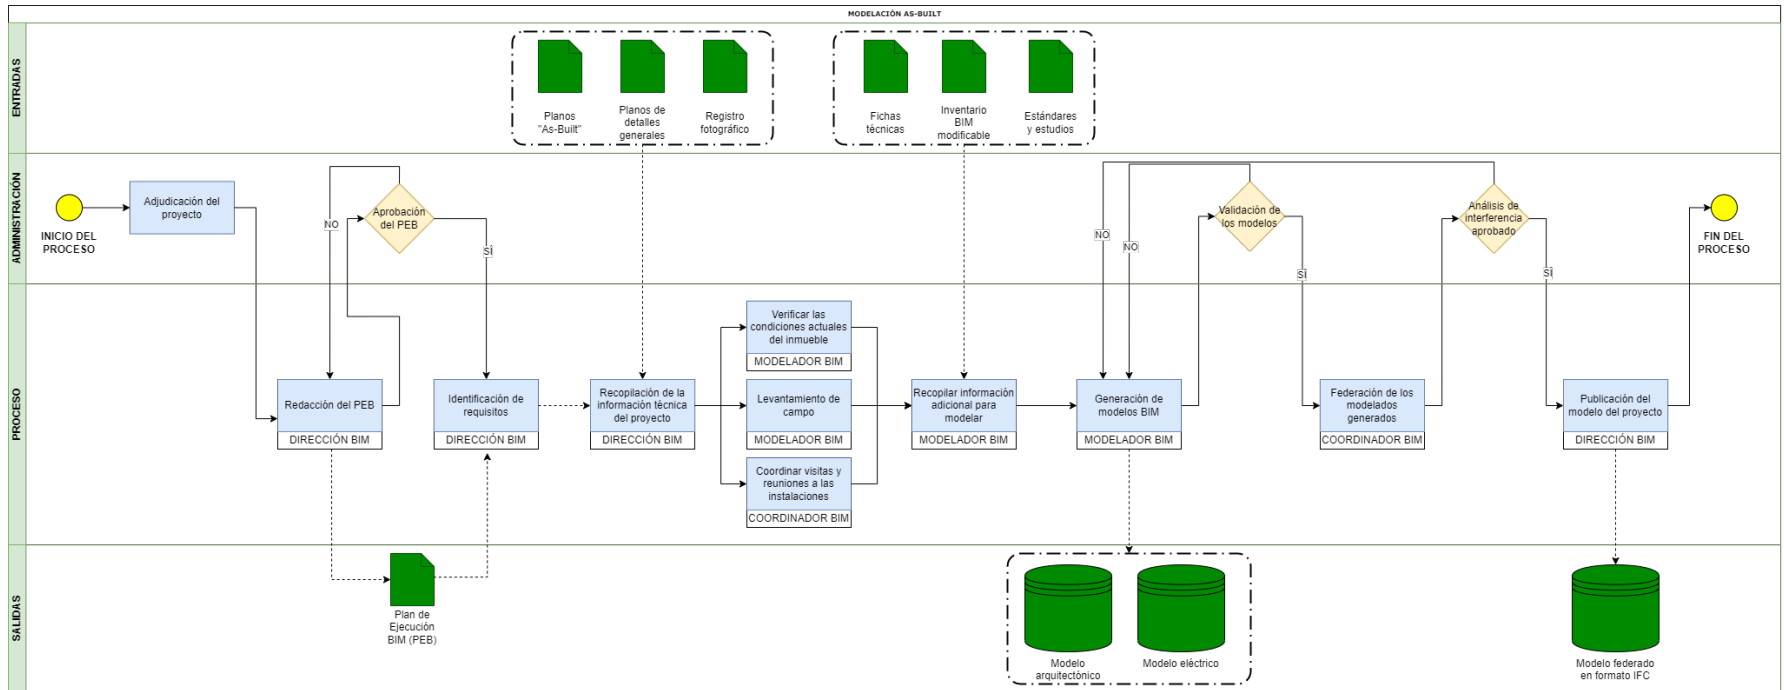 MODELACIÓN AS-BUILT
ENTRADAS
Planos
"As-Built"
Planos de
detalles
generales
Registro
fotográfico
Fichas
técnicas
Inventario
BIM
modificable
Estándares
y estudios
ADMINISTRACIÓN
INICIO DEL
PROCESO
Adjudicación del
proyecto
NO
Aprobación
del PEB
SÍ
NO
NO
Validación de
los modelos
SÍ
Análisis de
interferencia
aprobado
SÍ
FIN DEL
PROCESO
PROCESO
Redacción del PEB
DIRECCIÓN BIM
Identificación de
requisitos
DIRECCIÓN BIM
Recopilación de la
información técnica
del proyecto
DIRECCIÓN BIM
Verificar las
condiciones actuales
del inmueble
MODELADOR BIM
Levantamiento de
campo
MODELADOR BIM
Coordinar visitas y
reuniones a las
instalaciones
COORDINADOR BIM
Recopilar información
adicional para
modelar
MODELADOR BIM
Generación de
modelos BIM
MODELADOR BIM
Federación de los
modelados
generados
COORDINADOR BIM
Publicación del
modelo del proyecto
DIRECCIÓN BIM
SALIDAS
Plan de
Ejecución
BIM (PEB)
Modelo
arquitectónico
Modelo eléctrico
Modelo federado
en formato IFC